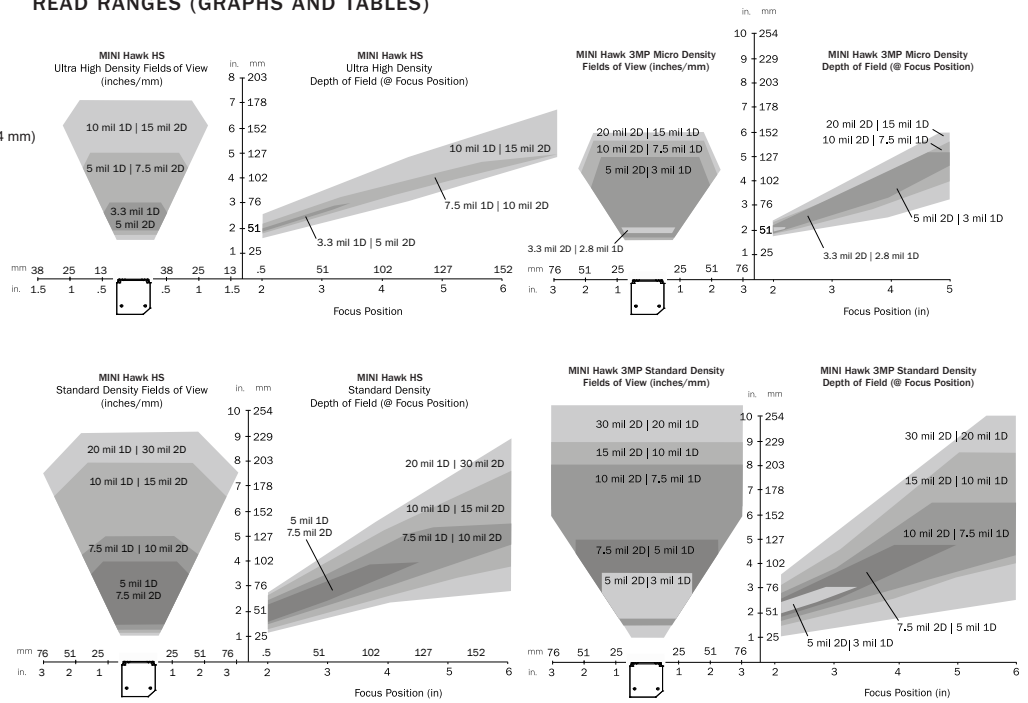 READ RANGES (GRAPHS AND TABLES)
4 mm)
MINI Hawk HS
Ultra High Density Fields of View
(inches/mm)
10 mil 1D | 15 mil 2D
5 mil 1D | 7.5 mil 2D
3.3 mil 1D
5 mil 2D
mm 38 25 13 38 25 13
in. 1.5 1 .5 .5 1 1.5
in. mm
8 203
7 178
6 152
5 127
4 102
3 76
2 51
1 25
MINI Hawk HS
Ultra High Density
Depth of Field (@ Focus Position)
10 mil 1D | 15 mil 2D
7.5 mil 1D | 10 mil 2D
3.3 mil 1D | 5 mil 2D
.5 51 102 127 152
2 3 4 5 6
Focus Position
MINI Hawk 3MP Micro Density
Fields of View (inches/mm)
20 mil 2D | 15 mil 1D
10 mil 2D | 7.5 mil 1D
5 mil 2D | 3 mil 1D
3.3 mil 2D | 2.8 mil 1D
mm 76 51 25 25 51 76
in. 3 2 1 1 2 3
in. mm
10 254
9 229
8 203
7 178
6 152
5 127
4 102
3 76
2 51
1 25
MINI Hawk 3MP Micro Density
Depth of Field (@ Focus Position)
20 mil 2D | 15 mil 1D
10 mil 2D | 7.5 mil 1D
5 mil 2D | 3 mil 1D
3.3 mil 2D | 2.8 mil 1D
2 3 4 5
Focus Position (in)
MINI Hawk HS
Standard Density Fields of View
(inches/mm)
20 mil 1D | 30 mil 2D
10 mil 1D | 15 mil 2D
7.5 mil 1D | 10 mil 2D
5 mil 1D
7.5 mil 2D
mm 76 51 25 25 51 76
in. 3 2 1 1 2 3
in. mm
10 254
9 229
8 203
7 178
6 152
5 127
4 102
3 76
2 51
1 25
MINI Hawk HS
Standard Density
Depth of Field (@ Focus Position)
20 mil 1D | 30 mil 2D
10 mil 1D | 15 mil 2D
5 mil 1D
7.5 mil 2D
7.5 mil 1D | 10 mil 2D
.5 51 102 127 152
2 3 4 5 6
Focus Position (in)
MINI Hawk 3MP Standard Density
Fields of View (inches/mm)
30 mil 2D | 20 mil 1D
15 mil 2D | 10 mil 1D
10 mil 2D | 7.5 mil 1D
7.5 mil 2D | 5 mil 1D
5 mil 2D | 3 mil 1D
mm 76 51 25 25 51 76
in. 3 2 1 1 2 3
in. mm
10 254
9 229
8 203
7 178
6 152
5 127
4 102
3 76
2 51
1 25
MINI Hawk 3MP Standard Density
Depth of Field (@ Focus Position)
30 mil 2D | 20 mil 1D
15 mil 2D | 10 mil 1D
10 mil 2D | 7.5 mil 1D
7.5 mil 2D | 5 mil 1D
5 mil 2D | 3 mil 1D
2 3 4 5 6
Focus Position (in)